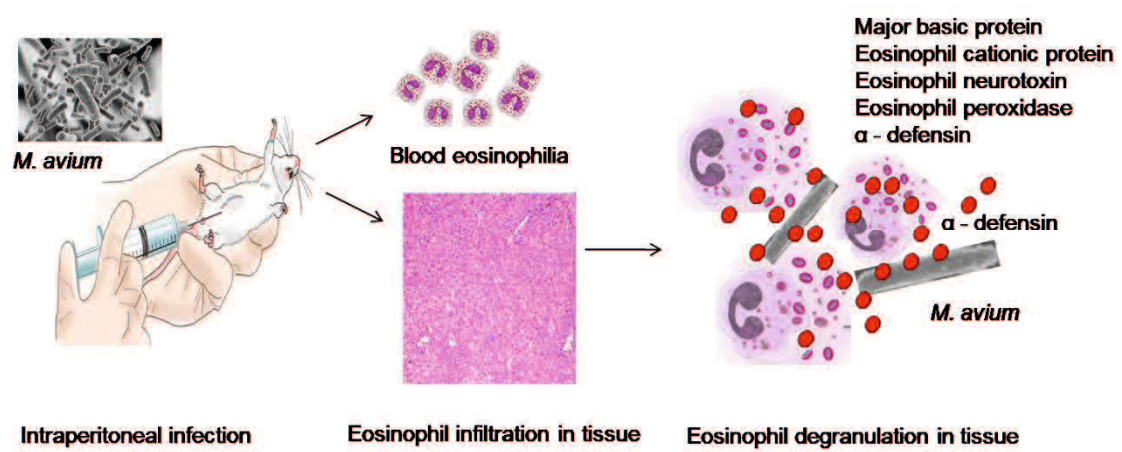 M. avium
Blood eosinophilia
Major basic protein
Eosinophil cationic protein
Eosinophil neurotoxin
Eosinophil peroxidase
α - defensin
α - defensin
M. avium
Intraperitoneal infection
Eosinophil infiltration in tissue
Eosinophil degranulation in tissue